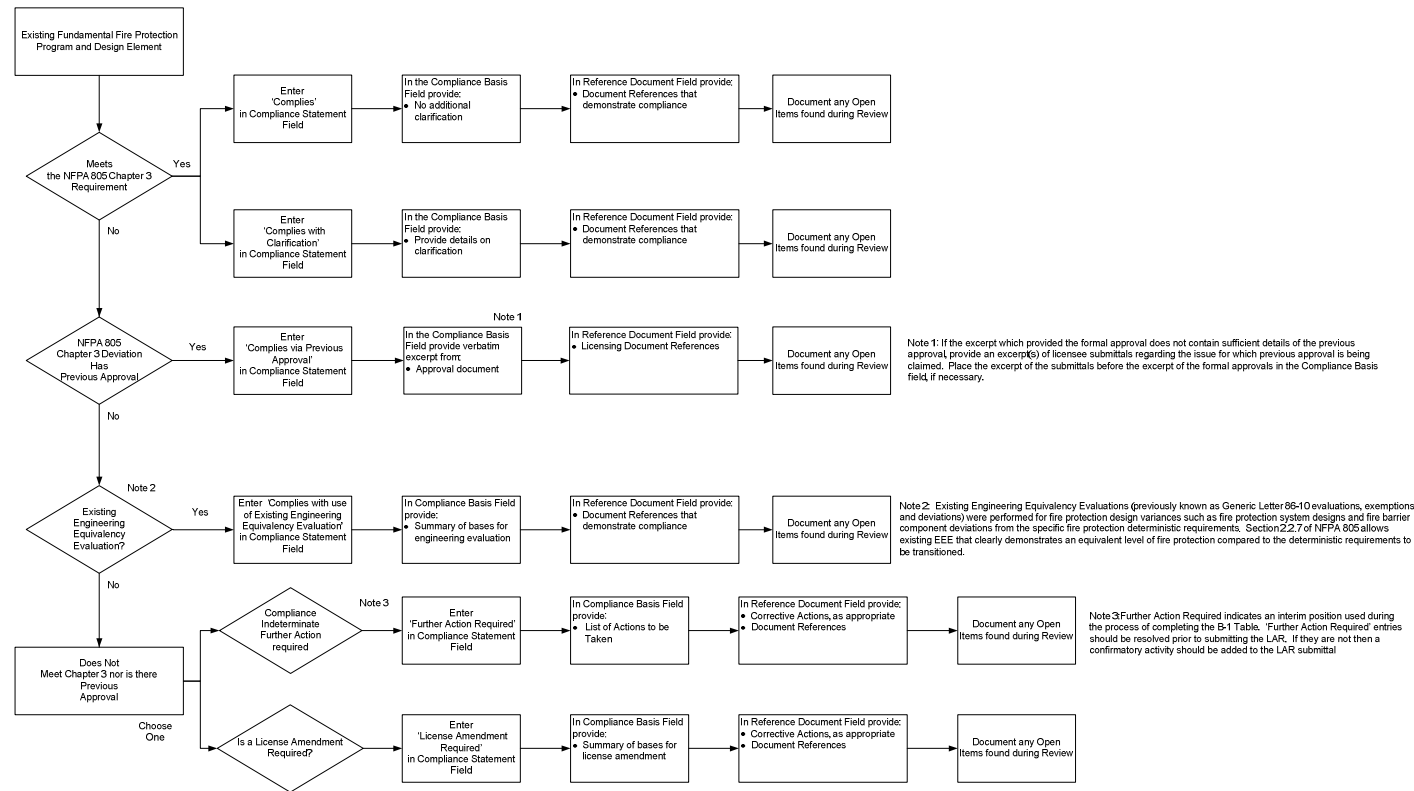 Existing Fundamental Fire Protection
Program and Design Element
Meets
the NFPA 805 Chapter 3
Requirement
Yes
Enter
'Complies'
in Compliance Statement
Field
In the Compliance Basis
Field provide:
• No additional
clarification
In Reference Document Field provide:
• Document References that
demonstrate compliance
Document any Open
Items found during Review
Enter
'Complies with
Clarification'
in Compliance Statement
Field
In the Compliance Basis
Field provide:
• Provide details on
clarification
In Reference Document Field provide:
• Document References that
demonstrate compliance
Document any Open
Items found during Review
No
NFPA 805
Chapter 3 Deviation
Has
Previous Approval
Yes
Enter
'Complies via Previous
Approval'
in Compliance Statement
Field
Note 1
In the Compliance Basis
Field provide verbatim
excerpt from:
• Approval document
In Reference Document Field provide:
• Licensing Document References
Document any Open
Items found during Review
Note 1: If the excerpt which provided the formal approval does not contain sufficient details of the previous
approval, provide an excerpt(s) of licensee submittals regarding the issue for which previous approval is being
claimed. Place the excerpt of the submittals before the excerpt of the formal approvals in the Compliance Basis
field, if necessary.
No
Note 2
Existing
Engineering
Equivalency
Evaluation?
Yes
Enter 'Complies with use
of Existing Engineering
Equivalency Evaluation'
in Compliance Statement
Field
In Compliance Basis Field
provide:
• Summary of bases for
engineering evaluation
In Reference Document Field provide:
• Document References that
demonstrate compliance
Document any Open
Items found during Review
Note 2: Existing Engineering Equivalency Evaluations (previously known as Generic Letter 86-10 evaluations, exemptions
and deviations) were performed for fire protection design variances such as fire protection system designs and fire barrier
component deviations from the specific fire protection deterministic requirements. Section 2.2.7 of NFPA 805 allows
existing EEE that clearly demonstrates an equivalent level of fire protection compared to the deterministic requirements to
be transitioned.
No
Does Not
Meet Chapter 3 nor is there
Previous
Approval
Choose
One
Compliance
Indeterminate
Further Action
required
Note 3
Enter
'Further Action Required'
in Compliance Statement
Field
In Compliance Basis Field
provide:
• List of Actions to be
Taken
In Reference Document Field provide:
• Corrective Actions, as appropriate
• Document References
Document any Open
Items found during Review
Note 3:Further Action Required indicates an interim position used during
the process of completing the B-1 Table. 'Further Action Required' entries
should be resolved prior to submitting the LAR. If they are not then a
confirmatory activity should be added to the LAR submittal
Is a License Amendment
Required?
Enter
'License Amendment
Required'
in Compliance Statement
Field
In Compliance Basis Field
provide:
• Summary of bases for
license amendment
In Reference Document Field provide:
• Corrective Actions, as appropriate
• Document References
Document any Open
Items found during Review